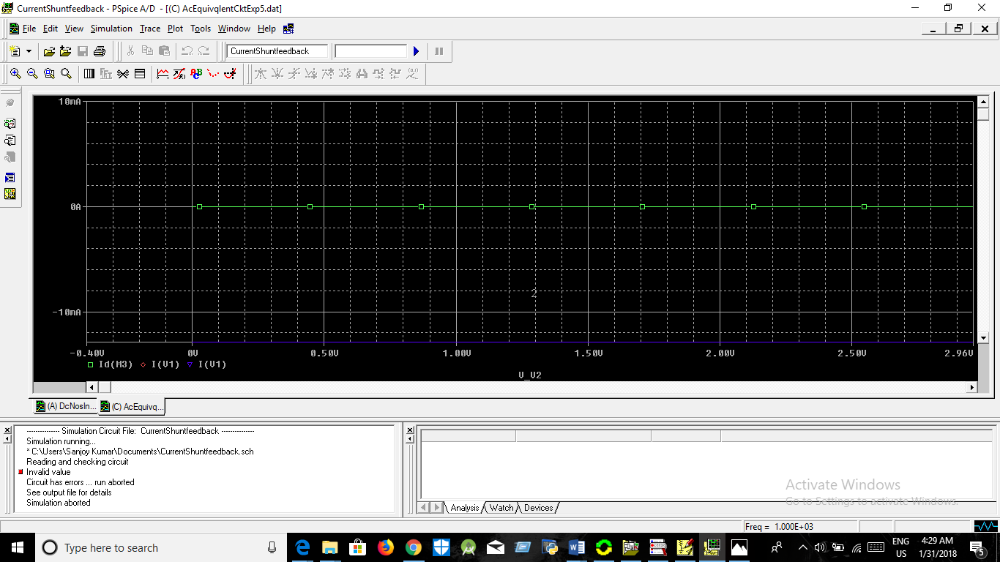 CurrentShuntfeedback - PSpice A/D - [(C) AcEquivqlentCktExp5.dat]
File Edit View Simulation Trace Plot Tools Window Help
CurrentShuntfeedback
10mA
0A
-10mA
2
-0.40V 0V 0.50V 1.00V 1.50V 2.00V 2.50V 2.96V
Id(M3) I(V1) I(V1)
V_V2
(A) DcNosIn... (C) AcEquivq...
--------------- Simulation Circuit File: CurrentShuntfeedback ---------------
Simulation running...
* C:\Users\Sanjoy Kumar\Documents\CurrentShuntfeedback.sch
Reading and checking circuit
Invalid value
Circuit has errors ... run aborted
See output file for details
Simulation aborted
Activate Windows
Go to Settings to activate Windows.
Analysis Watch Devices
Freq = 1.000E+03
Type here to search
ENG
US
4:29 AM
1/31/2018
5